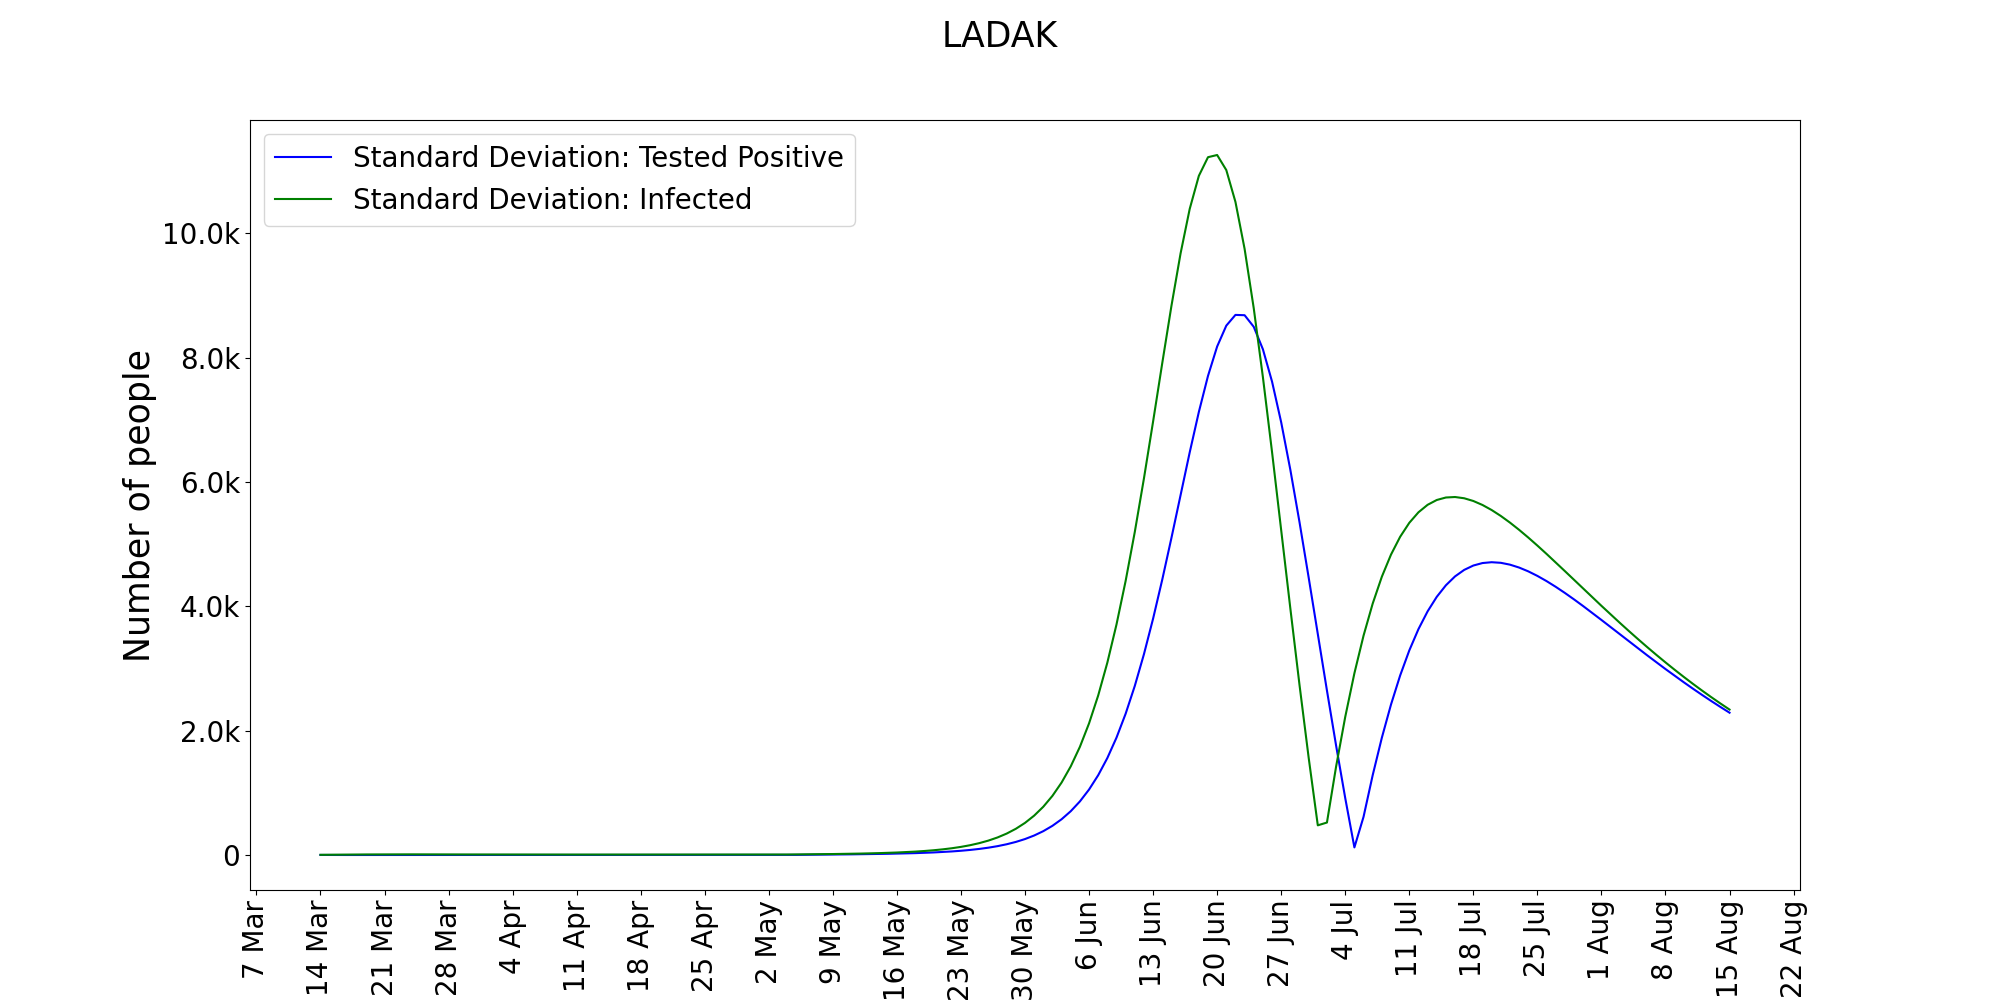 LADAK
Standard Deviation: Tested Positive
Standard Deviation: Infected
Number of people
10.0k
8.0k
6.0k
4.0k
2.0k
0
7 Mar
14 Mar
21 Mar
28 Mar
4 Apr
11 Apr
18 Apr
25 Apr
2 May
9 May
16 May
23 May
30 May
6 Jun
13 Jun
20 Jun
27 Jun
4 Jul
11 Jul
18 Jul
25 Jul
1 Aug
8 Aug
15 Aug
22 Aug